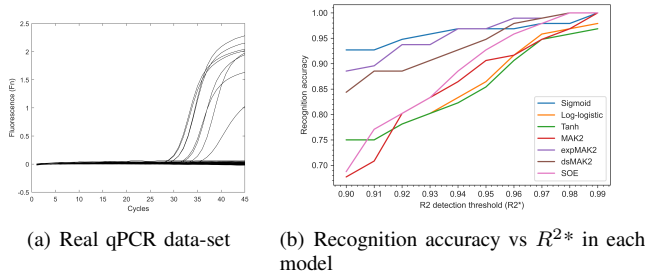 2.5
2
1.5
1
0.5
0
-0.5
0 5 10 15 20 25 30 35 40 45
Fluorescence (Fn)
Cycles
(a) Real qPCR data-set
1.00
0.95
0.90
0.85
0.80
0.75
0.70
0.90 0.91 0.92 0.93 0.94 0.95 0.96 0.97 0.98 0.99
Recognition accuracy
R2 detection threshold (R2*)
Sigmoid
Log-logistic
Tanh
MAK2
expMAK2
dsMAK2
SOE
(b) Recognition accuracy vs R²* in each
model